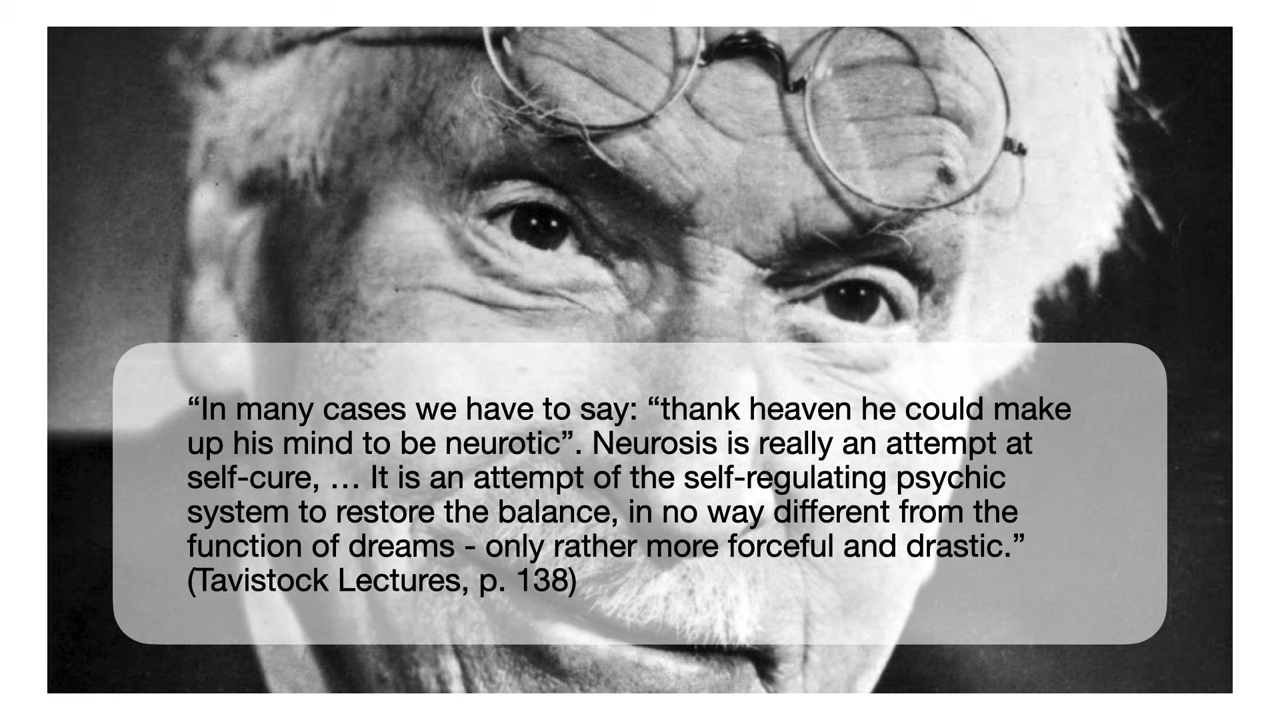 “In many cases we have to say: “thank heaven he could make
up his mind to be neurotic”. Neurosis is really an attempt at
self-cure, … It is an attempt of the self-regulating psychic
system to restore the balance, in no way different from the
function of dreams - only rather more forceful and drastic.”
(Tavistock Lectures, p. 138)